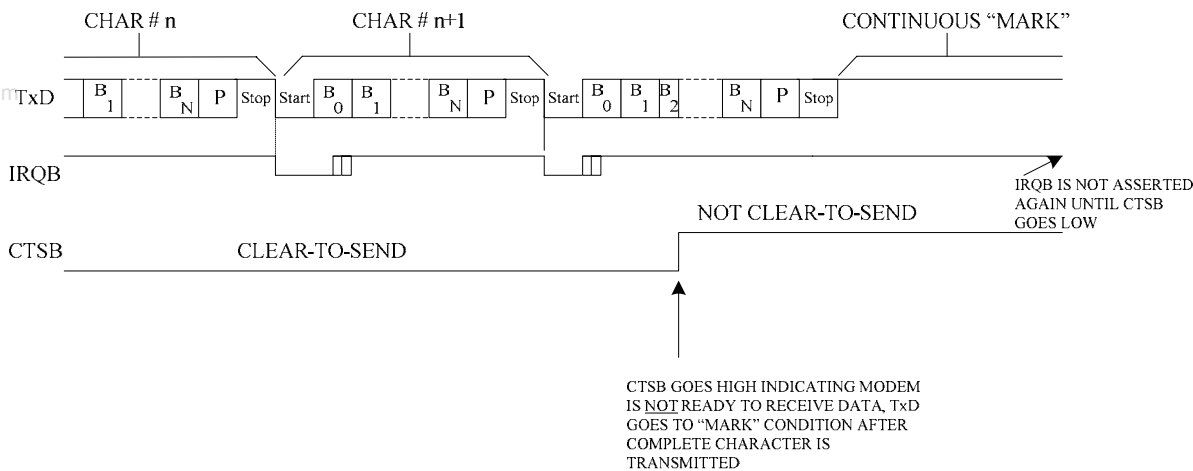 CHAR # n
CHAR # n+1
CONTINUOUS “MARK”
m
TxD
B1 BN P Stop Start B0 B1 BN P Stop Start B0 B1 B2 BN P Stop
IRQB
IRQB IS NOT ASSERTED
AGAIN UNTIL CTSB
GOES LOW
NOT CLEAR-TO-SEND
CTSB
CLEAR-TO-SEND
CTSB GOES HIGH INDICATING MODEM
IS NOT READY TO RECEIVE DATA, TxD
GOES TO “MARK” CONDITION AFTER
COMPLETE CHARACTER IS
TRANSMITTED